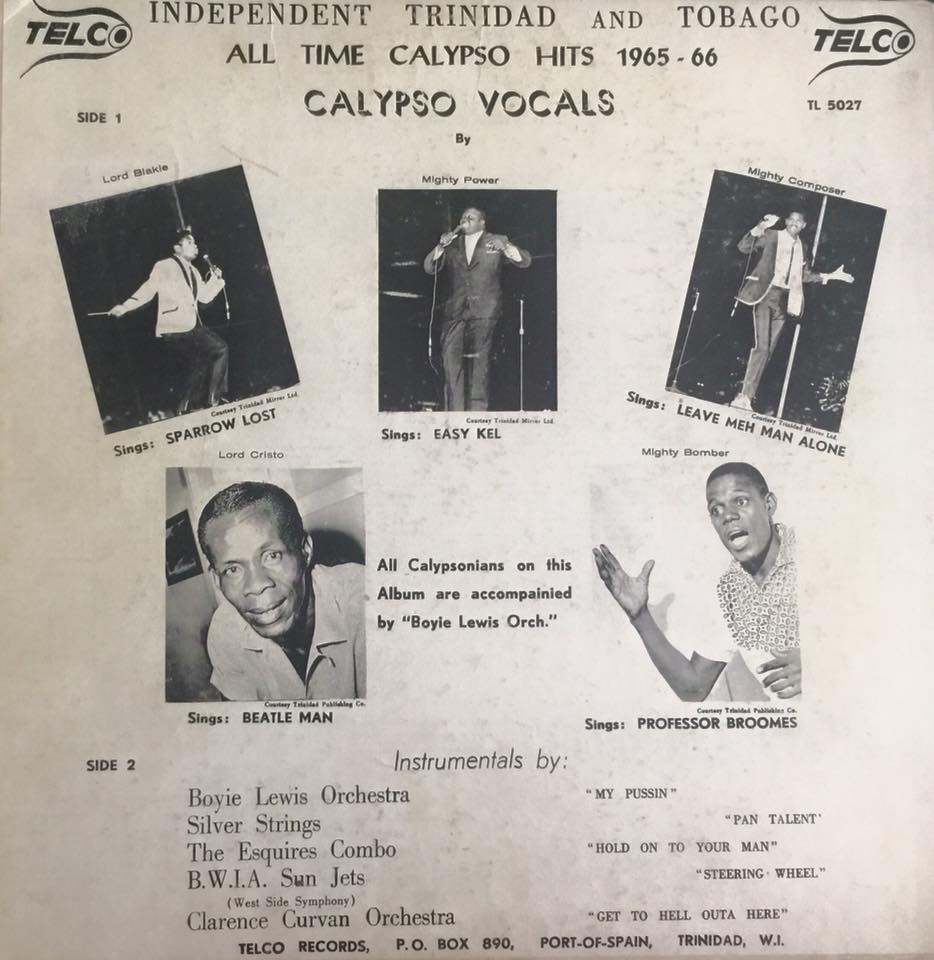 TELCO
INDEPENDENT TRINIDAD AND TOBAGO
TELCO
ALL TIME CALYPSO HITS 1965-66
CALYPSO VOCALS
SIDE 1
TL 5027
By
Lord Blakie
Mighty Power
Mighty Composer
Courtesy Trinidad Mirror Ltd.
Sings: SPARROW LOST
Courtesy Trinidad Mirror Ltd.
Sings: EASY KEL
Courtesy Trinidad Mirror Ltd.
Sings: LEAVE MEH MAN ALONE
Lord Cristo
Mighty Bomber
All Calypsonians on this
Album are accompainied
by "Boyie Lewis Orch."
Courtesy Trinidad Publishing Co.
Sings: BEATLE MAN
Courtesy Trinidad Publishing Co.
Sings: PROFESSOR BROOMES
SIDE 2
Instrumentals by:
Boyie Lewis Orchestra "MY PUSSIN"
Silver Strings "PAN TALENT'
The Esquires Combo "HOLD ON TO YOUR MAN"
B.W.I.A. Sun Jets "STEERING WHEEL"
(West Side Symphony)
Clarence Curvan Orchestra "GET TO HELL OUTA HERE"
TELCO RECORDS, P.O. BOX 890, PORT-OF-SPAIN, TRINIDAD, W.I.